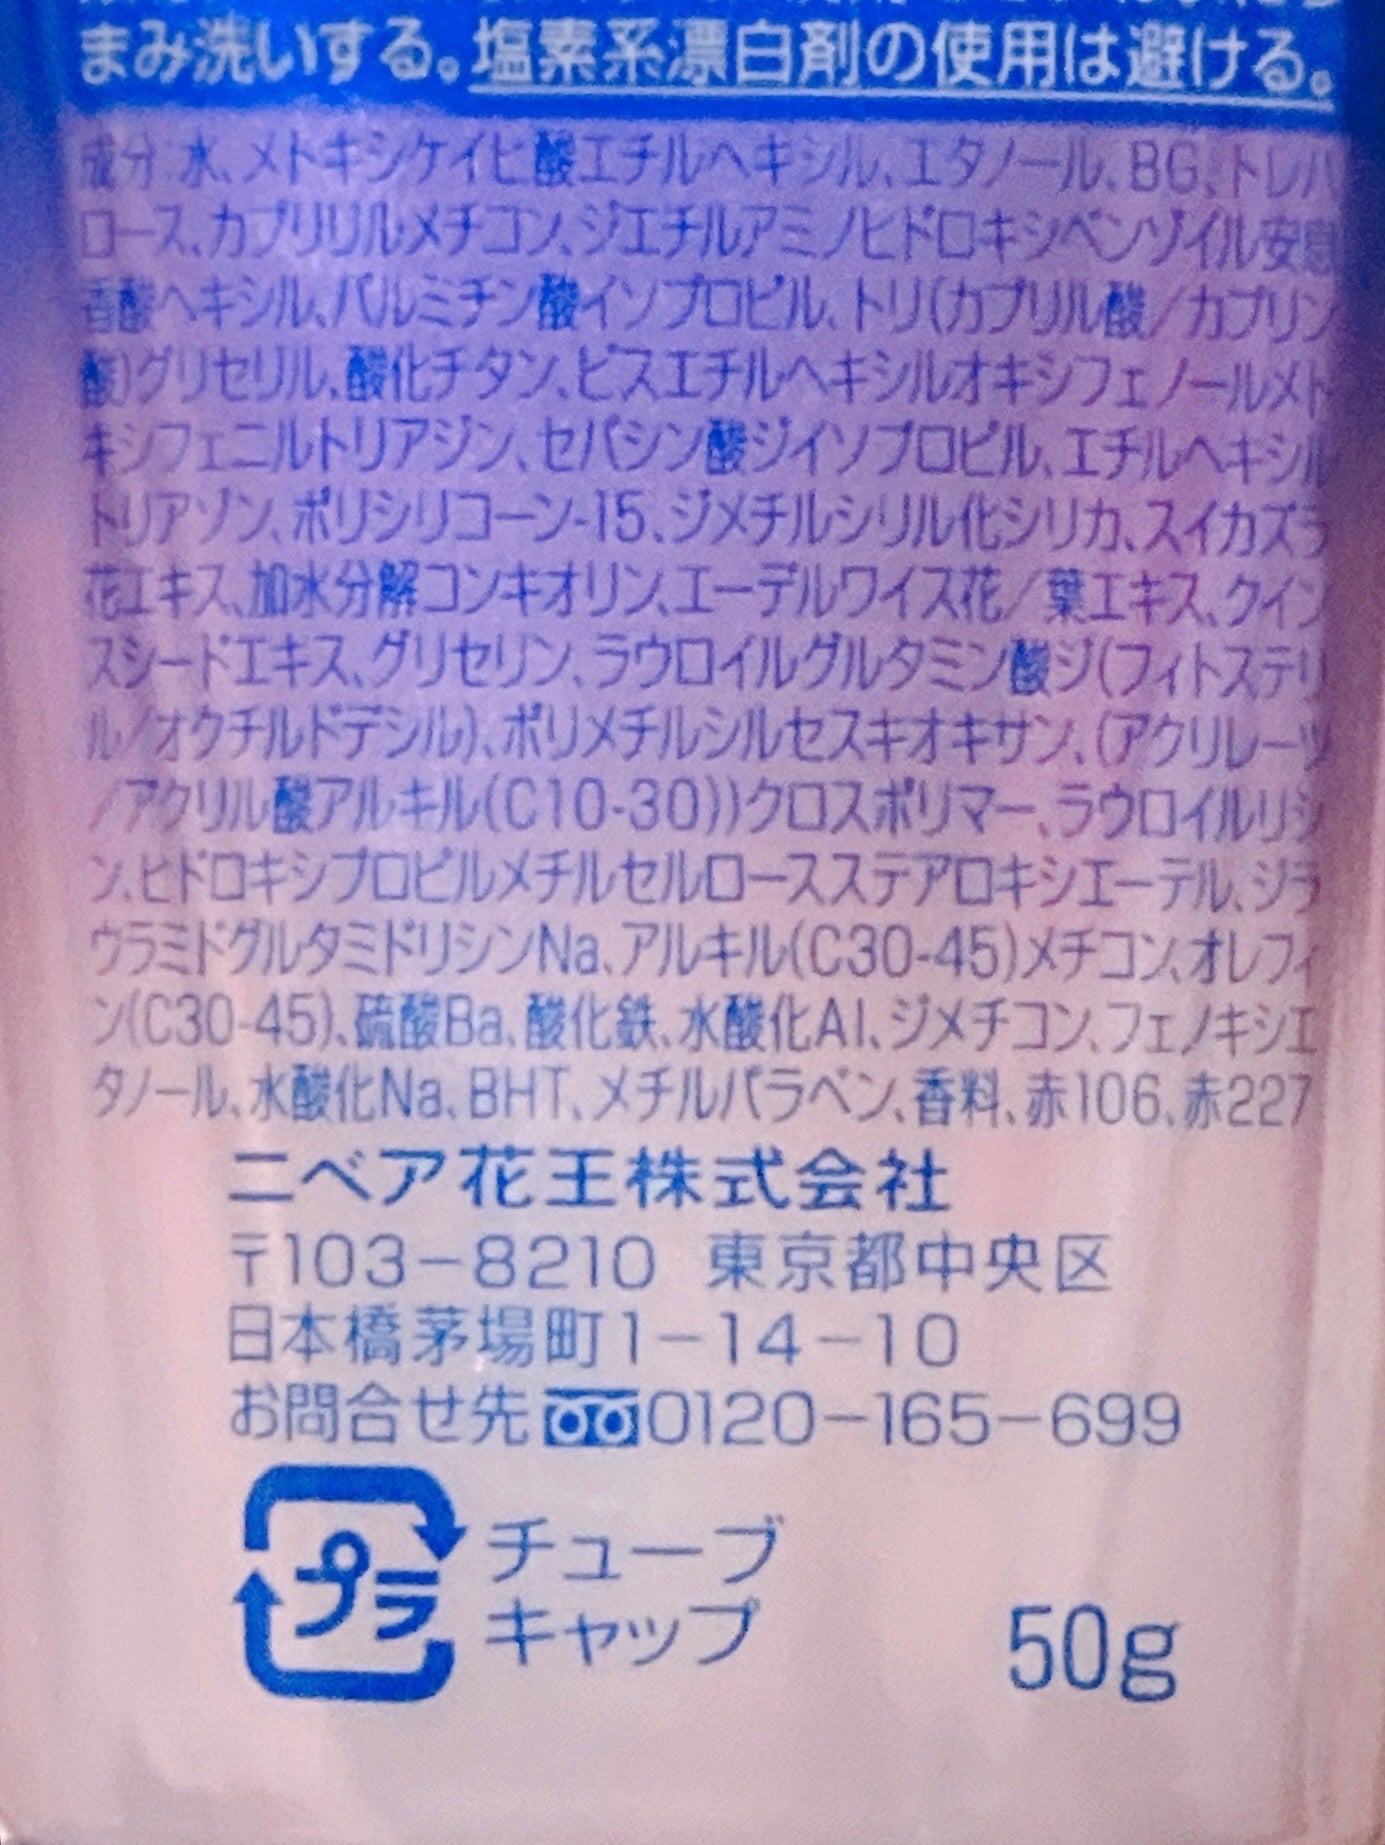 まみ洗いする。塩素系漂白剤の使用は避ける。
成分:水、メトキシケイヒ酸エチルヘキシル、エタノール、BG、トレハ
ロース、カプリリルメチコン、ジエチルアミノヒドロキシベンゾイル安息
香酸ヘキシル、パルミチン酸イソプロピル、トリ(カプリル酸/カプリン
酸)グリセリル、酸化チタン、ビスエチルヘキシルオキシフェノールメト
キシフェニルトリアジン、セバシン酸ジイソプロピル、エチルヘキシル
トリアゾン、ポリシリコーン-15、ジメチルシリル化シリカ、スイカズラ
花エキス、加水分解コンキオリン、エーデルワイス花/葉エキス、クイン
スシードエキス、グリセリン、ラウロイルグルタミン酸ジ(フィトステリ
ル/オクチルドデシル)、ポリメチルシルセスキオキサン、(アクリレーツ
/アクリル酸アルキル(C10-30))クロスポリマー、ラウロイルリシ
ン、ヒドロキシプロピルメチルセルロースステアロキシエーテル、ジラ
ウラミドグルタミドリシンNa、アルキル(C30-45)メチコン、オレフィ
ン(C30-45)、硫酸Ba、酸化鉄、水酸化Al、ジメチコン、フェノキシエ
タノール、水酸化Na、BHT、メチルパラベン、香料、赤106、赤227
ニベア花王株式会社
〒103-8210 東京都中央区
日本橋茅場町1-14-10
お問合せ先 0120-165-699
プラ チューブ
キャップ
50g